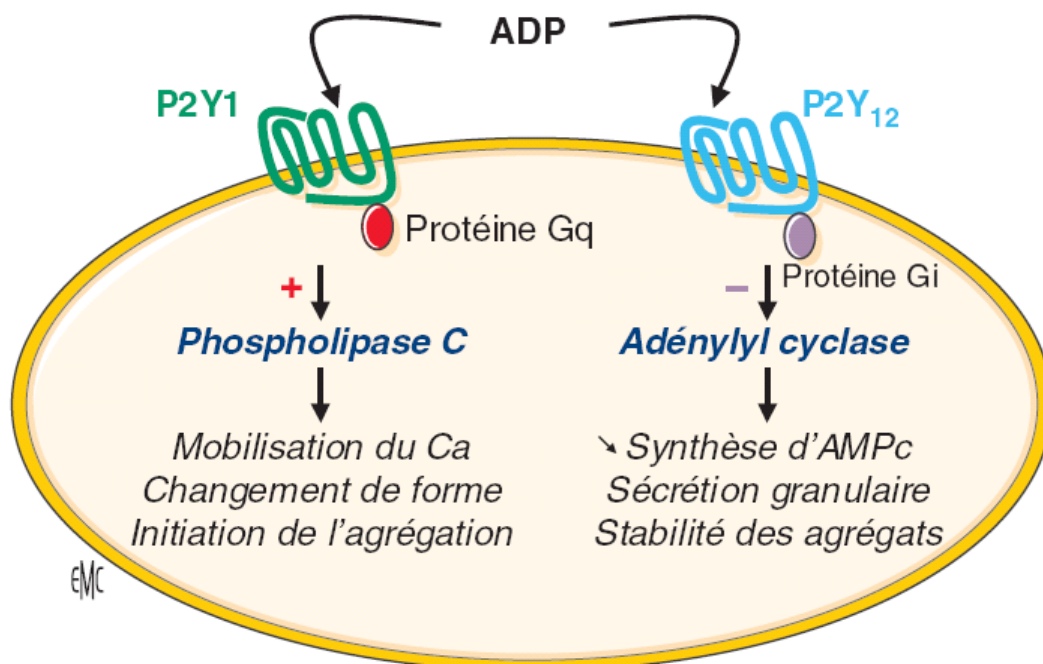 ADP
P2Y1
P2Y12
Protéine Gq
Protéine Gi
+
–
Phospholipase C
Adénylyl cyclase
Mobilisation du Ca
Changement de forme
Initiation de l'agrégation
↘ Synthèse d'AMPc
Sécrétion granulaire
Stabilité des agrégats
EMC